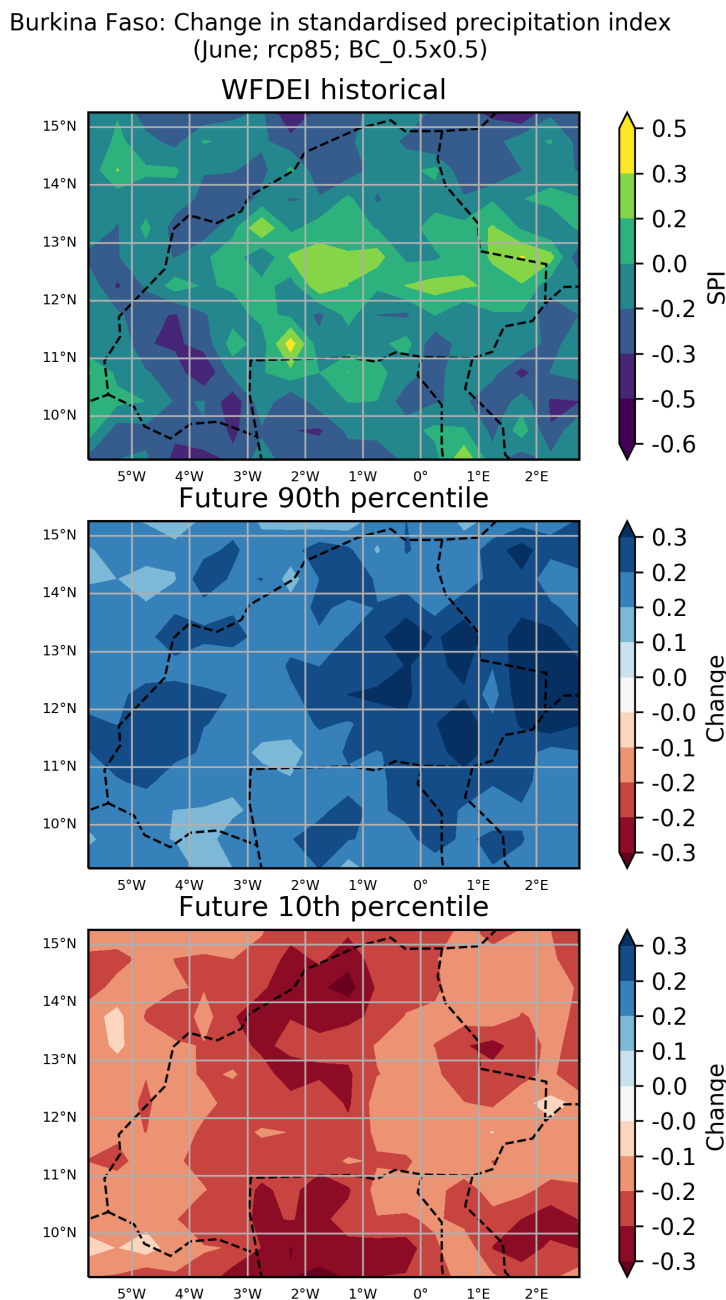 Burkina Faso: Change in standardised precipitation index
(June; rcp85; BC_0.5x0.5)
WFDEI historical
15°N
14°N
13°N
12°N
11°N
10°N
5°W 4°W 3°W 2°W 1°W 0° 1°E 2°E
0.5
0.3
0.2
0.0
-0.2
-0.3
-0.5
-0.6
SPI
Future 90th percentile
15°N
14°N
13°N
12°N
11°N
10°N
5°W 4°W 3°W 2°W 1°W 0° 1°E 2°E
0.3
0.2
0.2
0.1
0.0
-0.0
-0.1
-0.2
-0.2
-0.3
Change
Future 10th percentile
15°N
14°N
13°N
12°N
11°N
10°N
5°W 4°W 3°W 2°W 1°W 0° 1°E 2°E
0.3
0.2
0.2
0.1
0.0
-0.0
-0.1
-0.2
-0.2
-0.3
Change